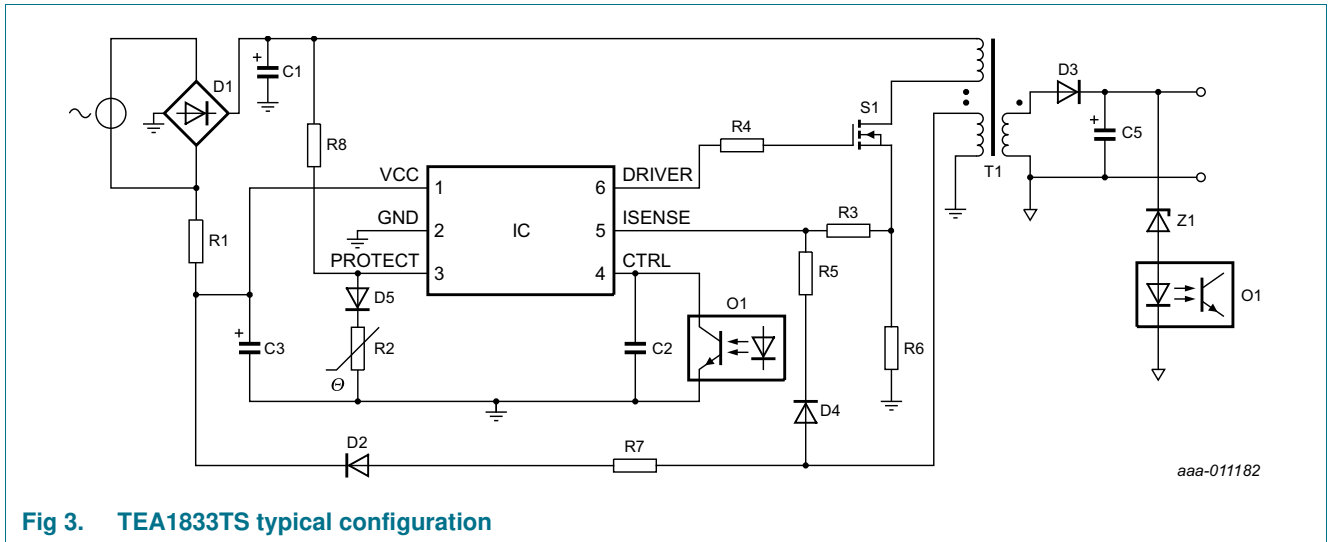 D1
+
C1
R8
R4
S1
T1
D3
+
C5
Z1
O1
VCC
1
6
DRIVER
GND
2
IC
5
ISENSE
R3
PROTECT
3
4
CTRL
R1
+
C3
D5
R2
Θ
C2
O1
R5
R6
D4
D2
R7
aaa-011182
Fig 3. TEA1833TS typical configuration